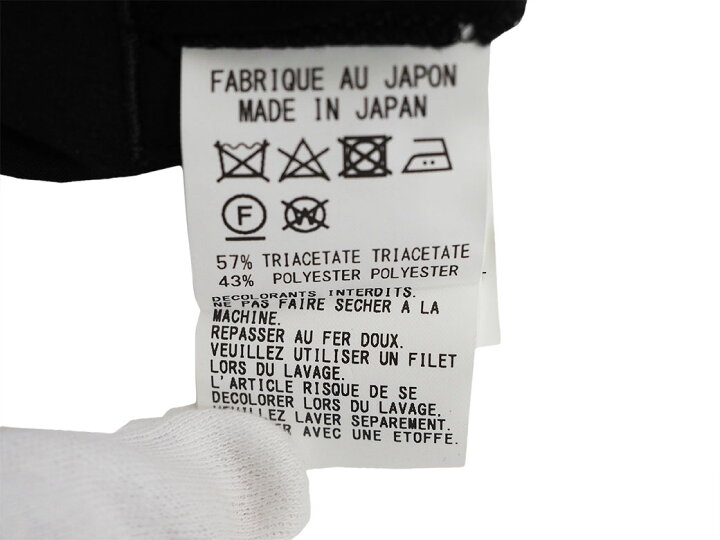 FABRIQUE AU JAPON
MADE IN JAPAN
F W
57% TRIACETATE TRIACETATE
43% POLYESTER POLYESTER
DECOLORANTS INTERDITS.
NE PAS FAIRE SECHER A LA
MACHINE.
REPASSER AU FER DOUX.
VEUILLEZ UTILISER UN FILET
LORS DU LAVAGE.
L'ARTICLE RISQUE DE SE
DECOLORER LORS DU LAVAGE.
VEUILLEZ LAVER SEPAREMENT.
AVEC UNE ETOFFE.